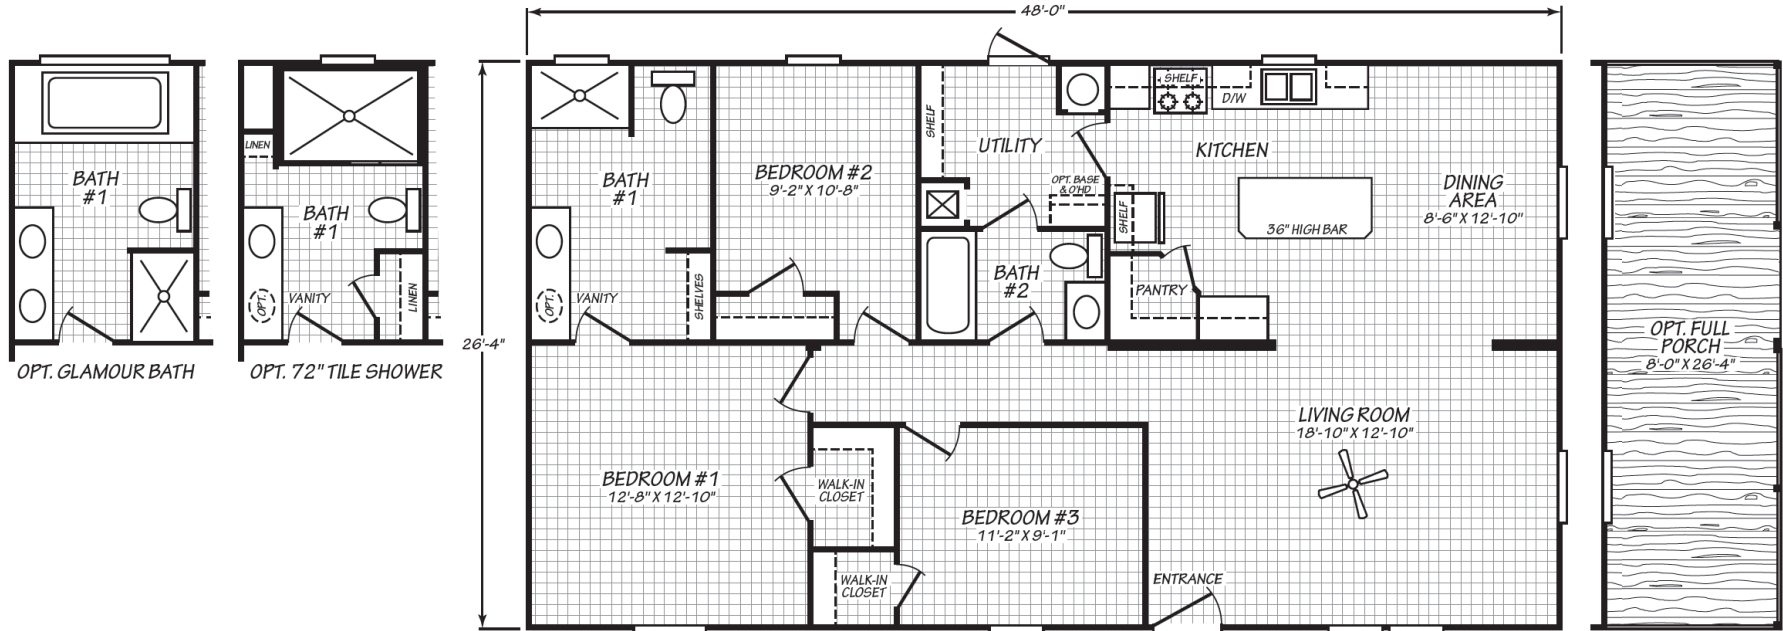 48'-0"
26'-4"
BATH
#1
OPT. GLAMOUR BATH
LINEN
BATH
#1
OPT.
VANITY
LINEN
OPT. 72" TILE SHOWER
BATH
#1
OPT.
VANITY
SHELVES
BEDROOM #2
9'-2" X 10'-8"
SHELF
UTILITY
OPT. BASE
& O'HD
BATH
#2
SHELF
D/W
KITCHEN
SHELF
36" HIGH BAR
PANTRY
DINING
AREA
8'-6" X 12'-10"
BEDROOM #1
12'-8" X 12'-10"
WALK-IN
CLOSET
WALK-IN
CLOSET
BEDROOM #3
11'-2" X 9'-1"
LIVING ROOM
18'-10" X 12'-10"
ENTRANCE
OPT. FULL
PORCH
8'-0" X 26'-4"